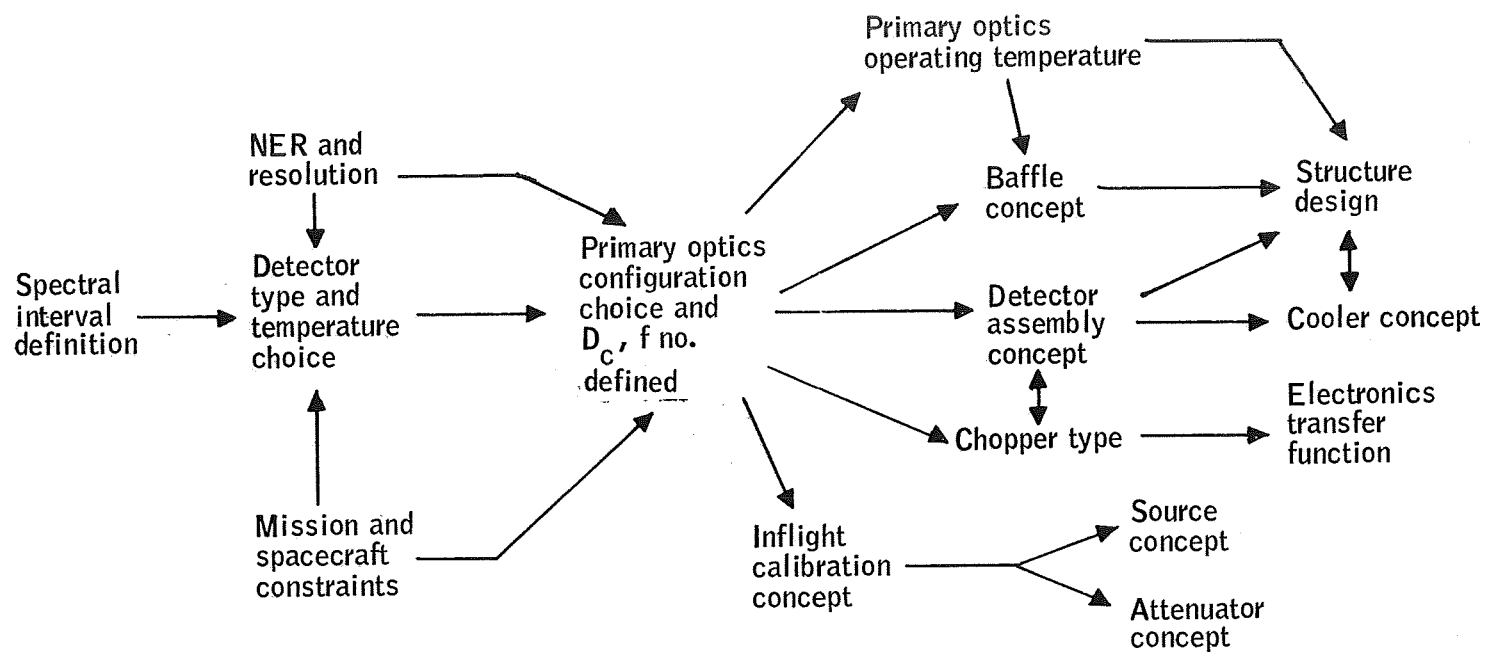 Primary optics
operating temperature
NER and
resolution
Baffle
concept
Structure
design
Spectral
interval
definition
Detector
type and
temperature
choice
Primary optics
configuration
choice and
Dc, f no.
defined
Detector
assembly
concept
Cooler concept
Chopper type
Electronics
transfer
function
Mission and
spacecraft
constraints
Inflight
calibration
concept
Source
concept
Attenuator
concept